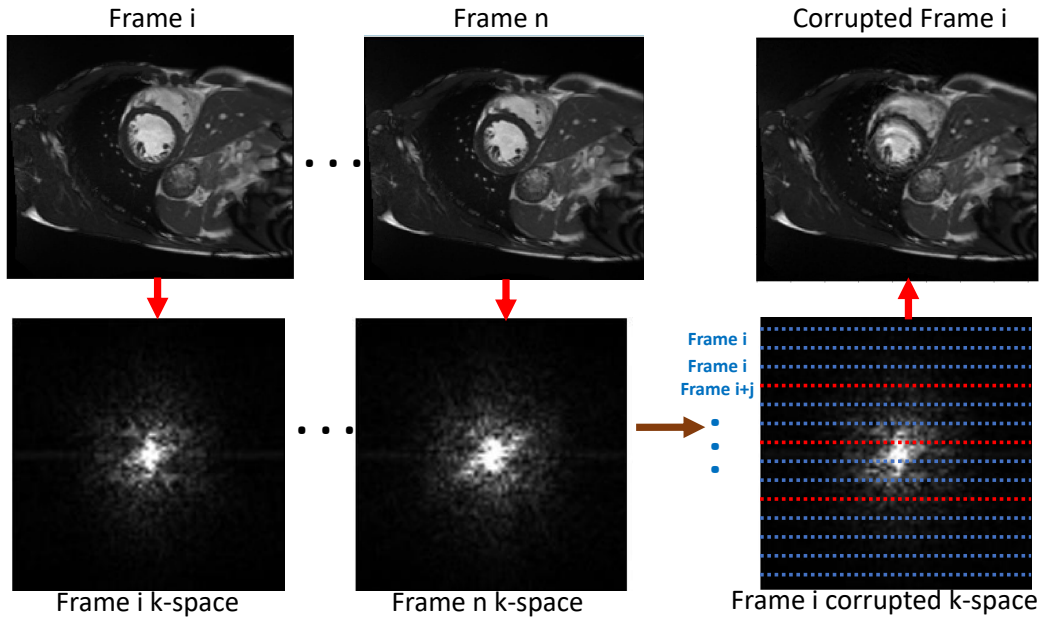 Frame i
Frame n
Corrupted Frame i
Frame i
Frame i
Frame i+j
Frame i k-space
Frame n k-space
Frame i corrupted k-space